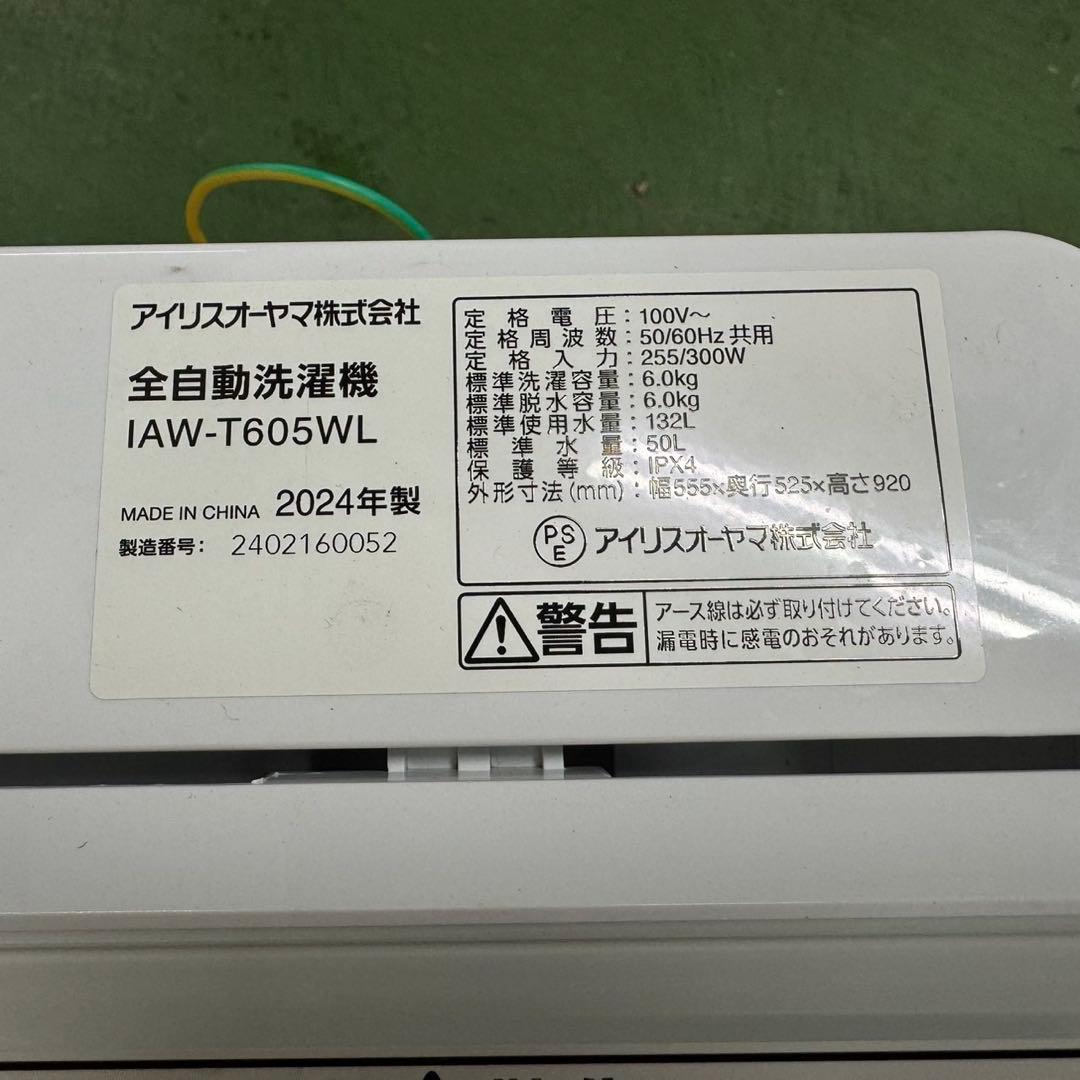 アイリスオーヤマ株式会社
全自動洗濯機
IAW-T605WL
MADE IN CHINA 2024年製
製造番号: 2402160052
定格電圧:100V〜
定格周波数:50/60Hz共用
定格入力:255/300W
標準洗濯容量:6.0kg
標準脱水容量:6.0kg
標準使用水量:132L
標準水量:50L
保護等級:IPX4
外形寸法(mm):幅555×奥行525×高さ920
PSE アイリスオーヤマ株式会社
警告
アース線は必ず取り付けてください。
漏電時に感電のおそれがあります。